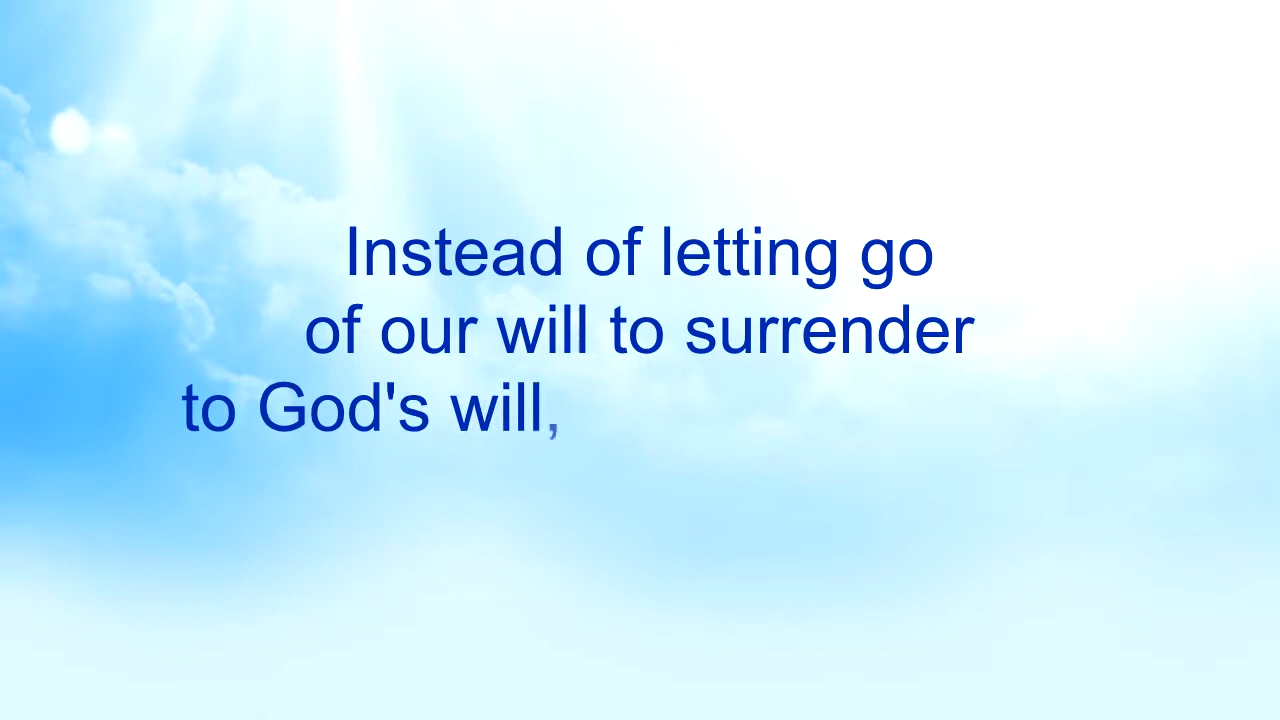 Instead of letting go
of our will to surrender
to God's will,